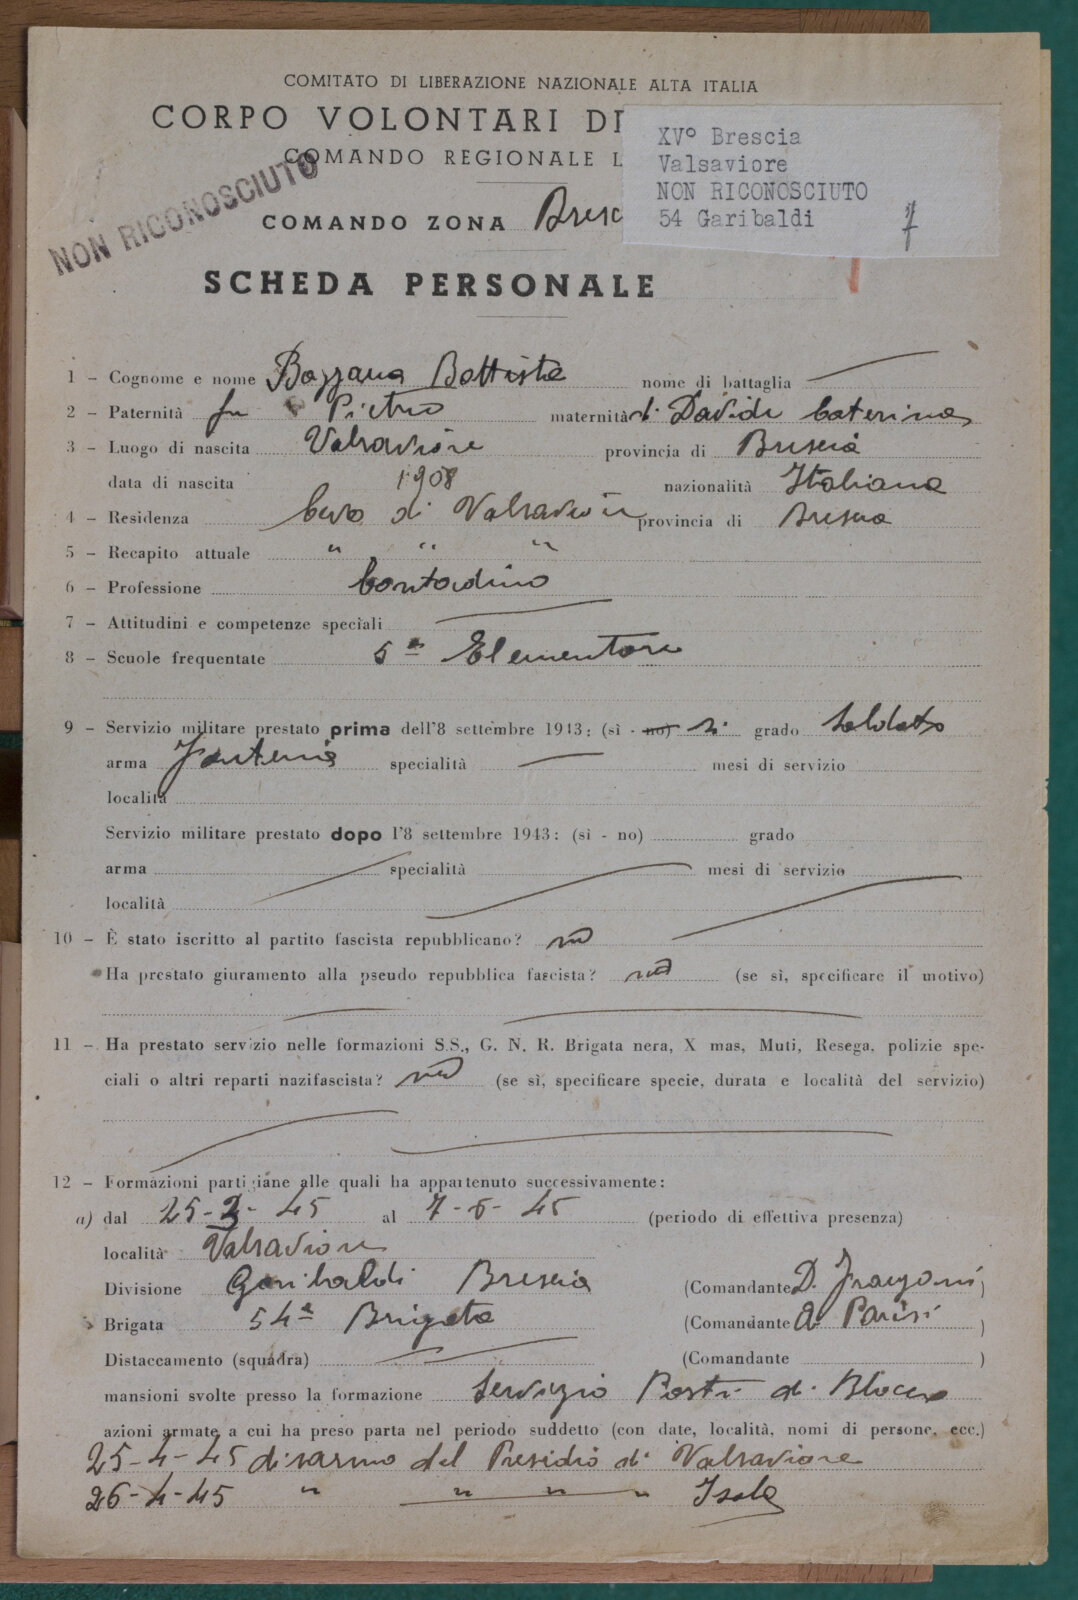 COMITATO DI LIBERAZIONE NAZIONALE ALTA ITALIA
CORPO VOLONTARI DI
COMANDO REGIONALE L
NON RICONOSCIUTO
XVº Brescia
Valsaviore
NON RICONOSCIUTO
54 Garibaldi
7
COMANDO ZONA Bresc
SCHEDA PERSONALE
1 - Cognome e nome Bazzana Battista nome di battaglia
2 - Paternità fu Pietro maternità di Davide Caterina
3 - Luogo di nascita Valsaviore provincia di Brescia
data di nascita 1908 nazionalità Italiana
4 - Residenza Cevo di Valsaviore provincia di Brescia
5 - Recapito attuale " " "
6 - Professione Contadino
7 - Attitudini e competenze speciali
8 - Scuole frequentate 5ª Elementare
9 - Servizio militare prestato prima dell'8 settembre 1943: (sì - no) si grado Soldato
arma Fanteria specialità mesi di servizio
località
Servizio militare prestato dopo l'8 settembre 1943: (sì - no) grado
arma specialità mesi di servizio
località
10 - È stato iscritto al partito fascista repubblicano? no
Ha prestato giuramento alla pseudo repubblica fascista? no (se sì, specificare il motivo)
11 - Ha prestato servizio nelle formazioni S.S., G. N. R. Brigata nera, X mas, Muti, Resega, polizie spe-
ciali o altri reparti nazifascista? no (se sì, specificare specie, durata e località del servizio)
12 - Formazioni partigiane alle quali ha appartenuto successivamente:
a) dal 25-2-45 al 7-5-45 (periodo di effettiva presenza)
località Valsaviore
Divisione Garibaldi Brescia (Comandante D. Franzoni)
Brigata 54ª Brigata (Comandante A. Parisi)
Distaccamento (squadra) (Comandante )
mansioni svolte presso la formazione Servizio Posti di Blocco
azioni armate a cui ha preso parta nel periodo suddetto (con date, località, nomi di persone, ecc.)
25-4-45 disarmo del Presidio di Valsaviore
26-4-45 " " " " Isola